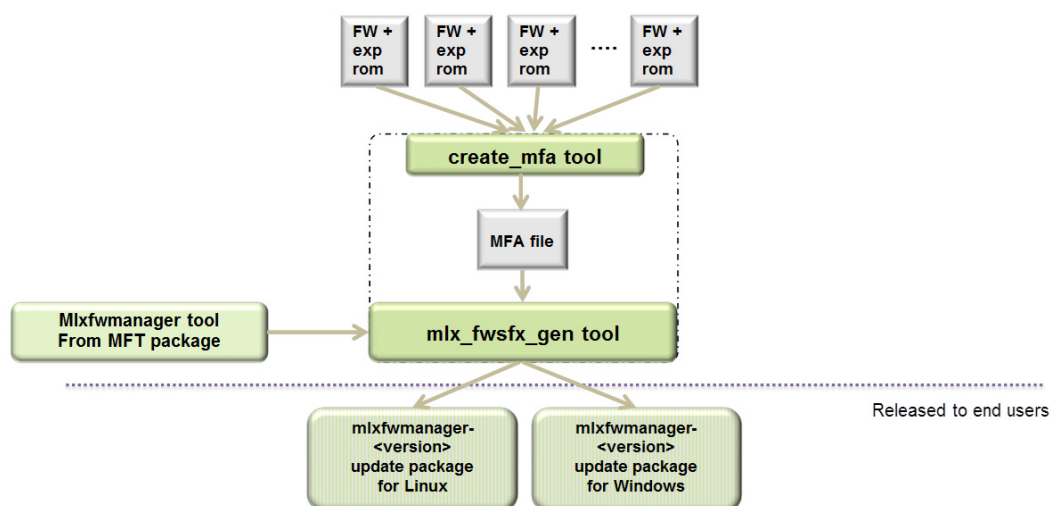 FW +
exp
rom
FW +
exp
rom
FW +
exp
rom
....
FW +
exp
rom
create_mfa tool
MFA file
Mlxfwmanager tool
From MFT package
mlx_fwsfx_gen tool
Released to end users
mlxfwmanager-
<version>
update package
for Linux
mlxfwmanager-
<version>
update package
for Windows